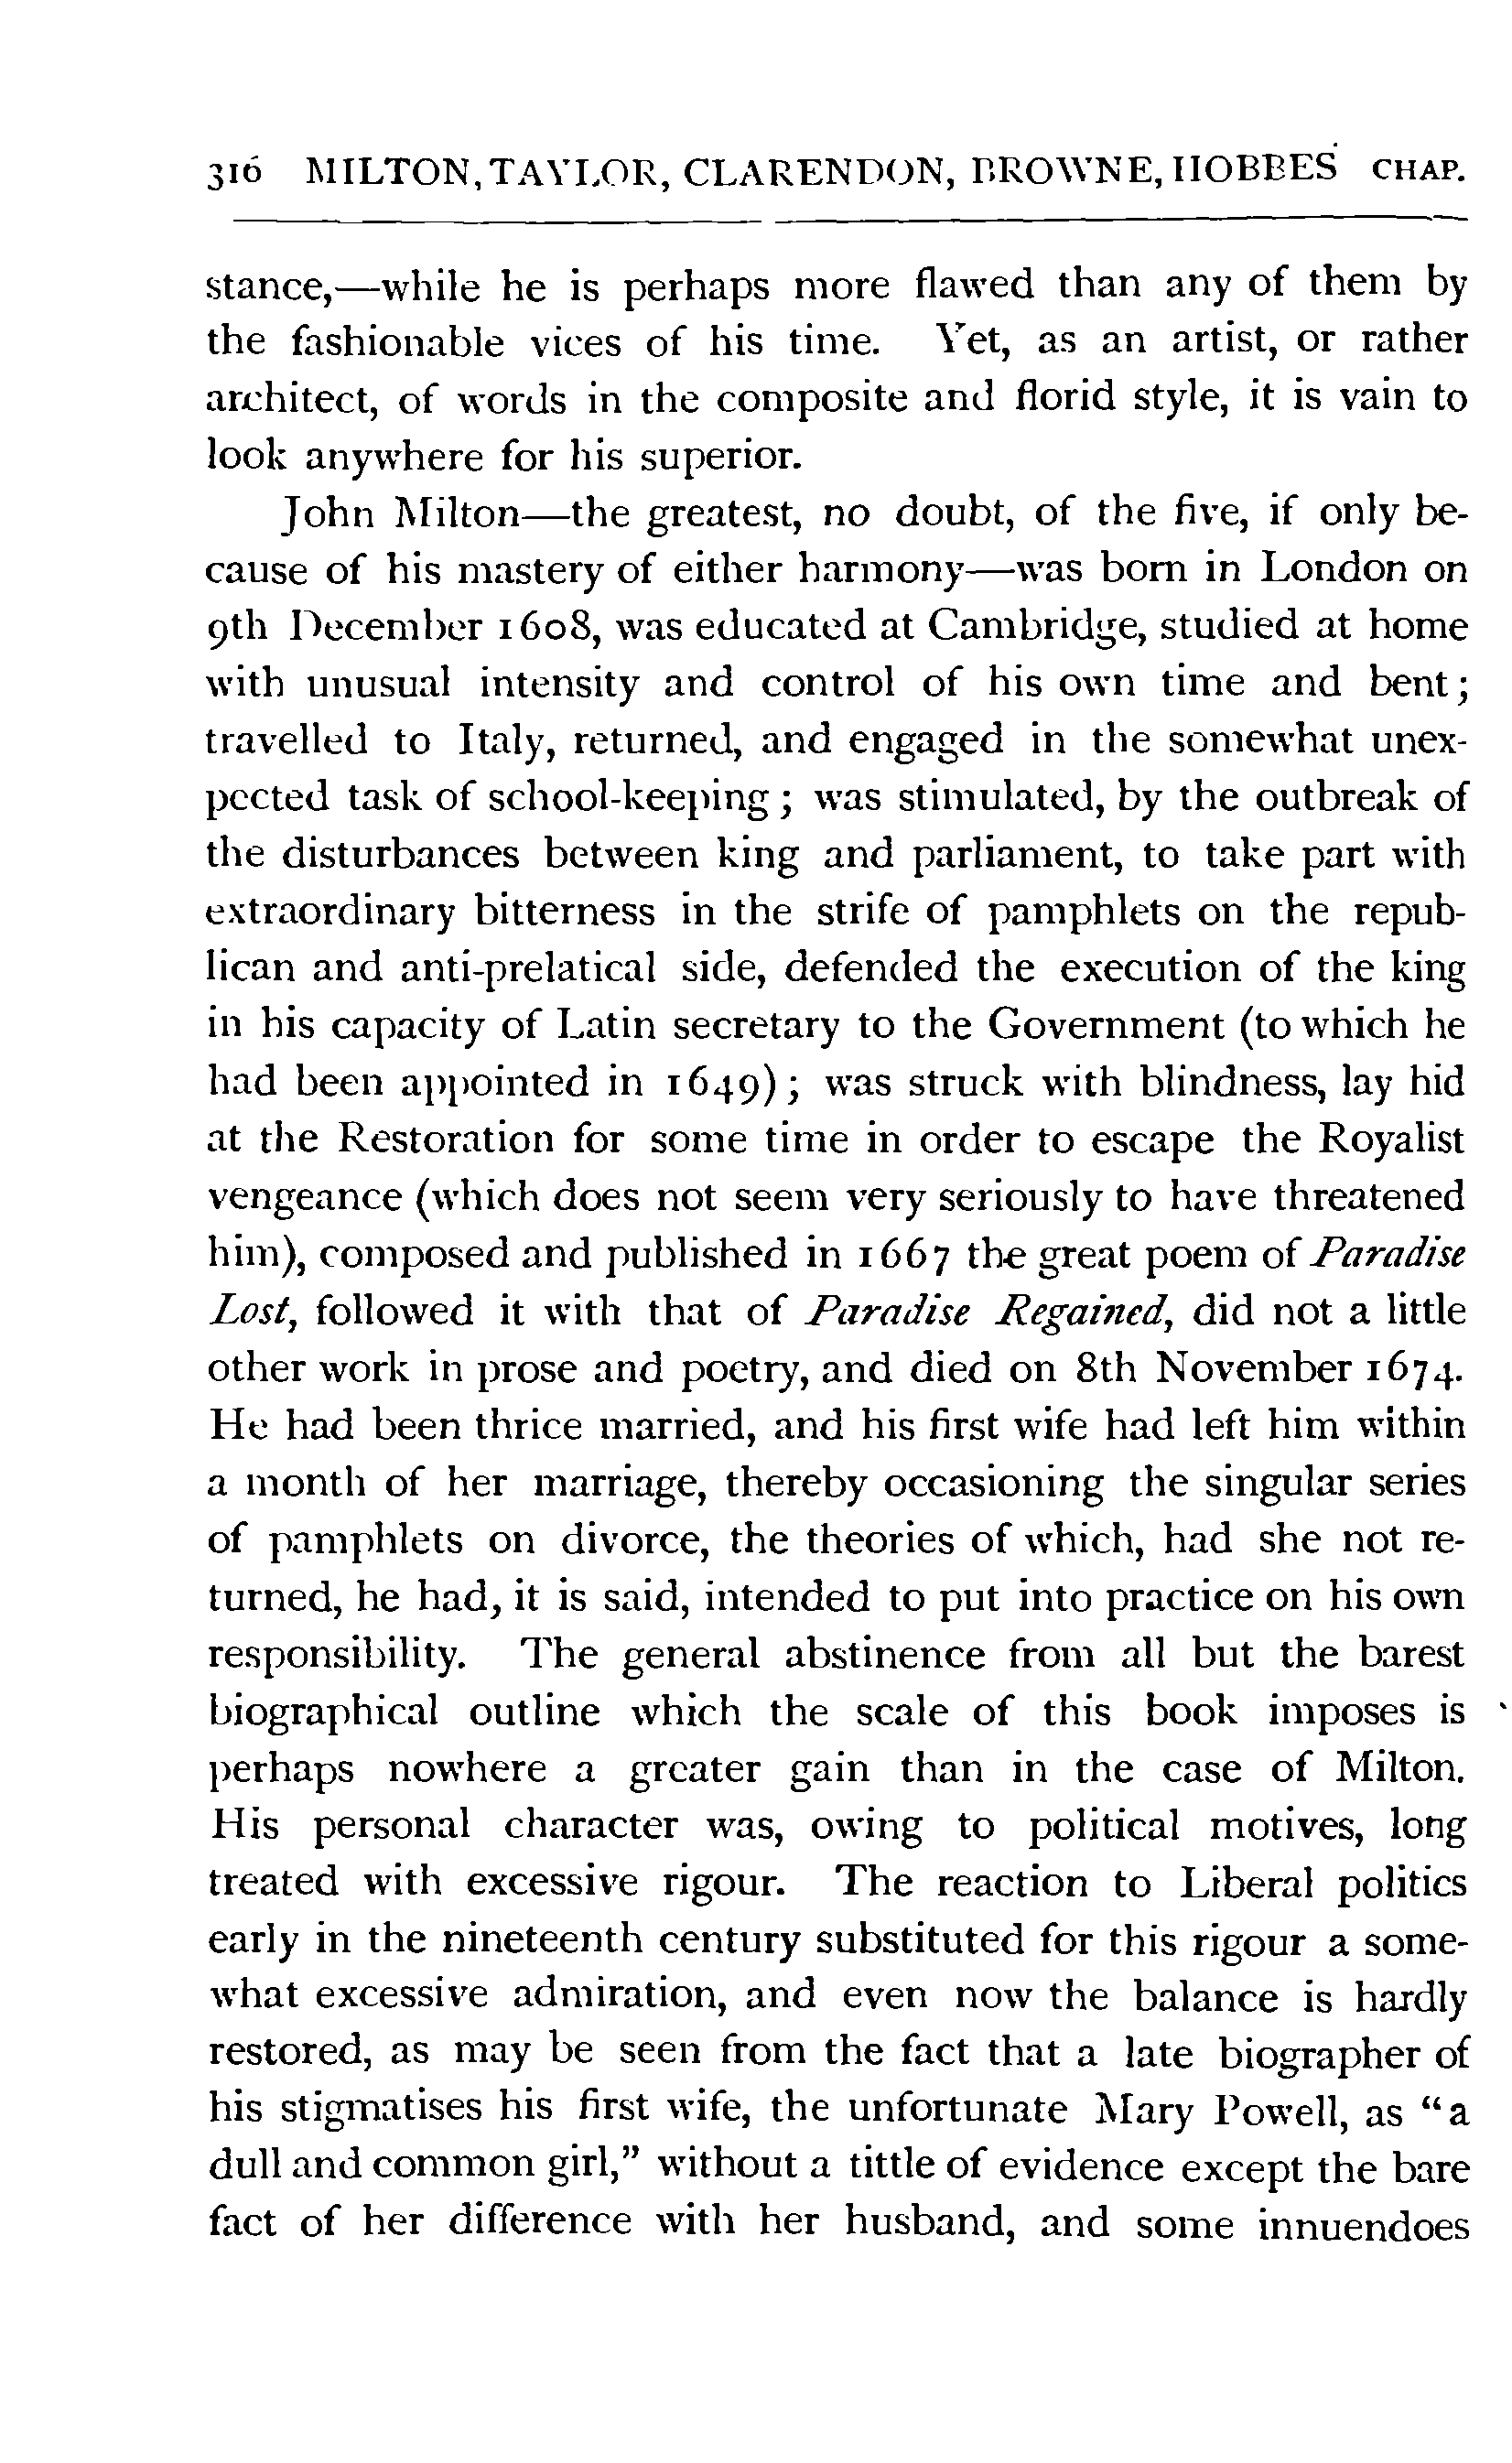 316 MILTON, TAYLOR, CLARENDON, BROWNE, HOBBES CHAP.
stance,—while he is perhaps more flawed than any of them by
the fashionable vices of his time. Yet, as an artist, or rather
architect, of words in the composite and florid style, it is vain to
look anywhere for his superior.
John Milton—the greatest, no doubt, of the five, if only be-
cause of his mastery of either harmony—was born in London on
9th December 1608, was educated at Cambridge, studied at home
with unusual intensity and control of his own time and bent;
travelled to Italy, returned, and engaged in the somewhat unex-
pected task of school-keeping; was stimulated, by the outbreak of
the disturbances between king and parliament, to take part with
extraordinary bitterness in the strife of pamphlets on the repub-
lican and anti-prelatical side, defended the execution of the king
in his capacity of Latin secretary to the Government (to which he
had been appointed in 1649); was struck with blindness, lay hid
at the Restoration for some time in order to escape the Royalist
vengeance (which does not seem very seriously to have threatened
him), composed and published in 1667 the great poem of Paradise
Lost, followed it with that of Paradise Regained, did not a little
other work in prose and poetry, and died on 8th November 1674.
He had been thrice married, and his first wife had left him within
a month of her marriage, thereby occasioning the singular series
of pamphlets on divorce, the theories of which, had she not re-
turned, he had, it is said, intended to put into practice on his own
responsibility. The general abstinence from all but the barest
biographical outline which the scale of this book imposes is
perhaps nowhere a greater gain than in the case of Milton.
His personal character was, owing to political motives, long
treated with excessive rigour. The reaction to Liberal politics
early in the nineteenth century substituted for this rigour a some-
what excessive admiration, and even now the balance is hardly
restored, as may be seen from the fact that a late biographer of
his stigmatises his first wife, the unfortunate Mary Powell, as "a
dull and common girl," without a tittle of evidence except the bare
fact of her difference with her husband, and some innuendoes